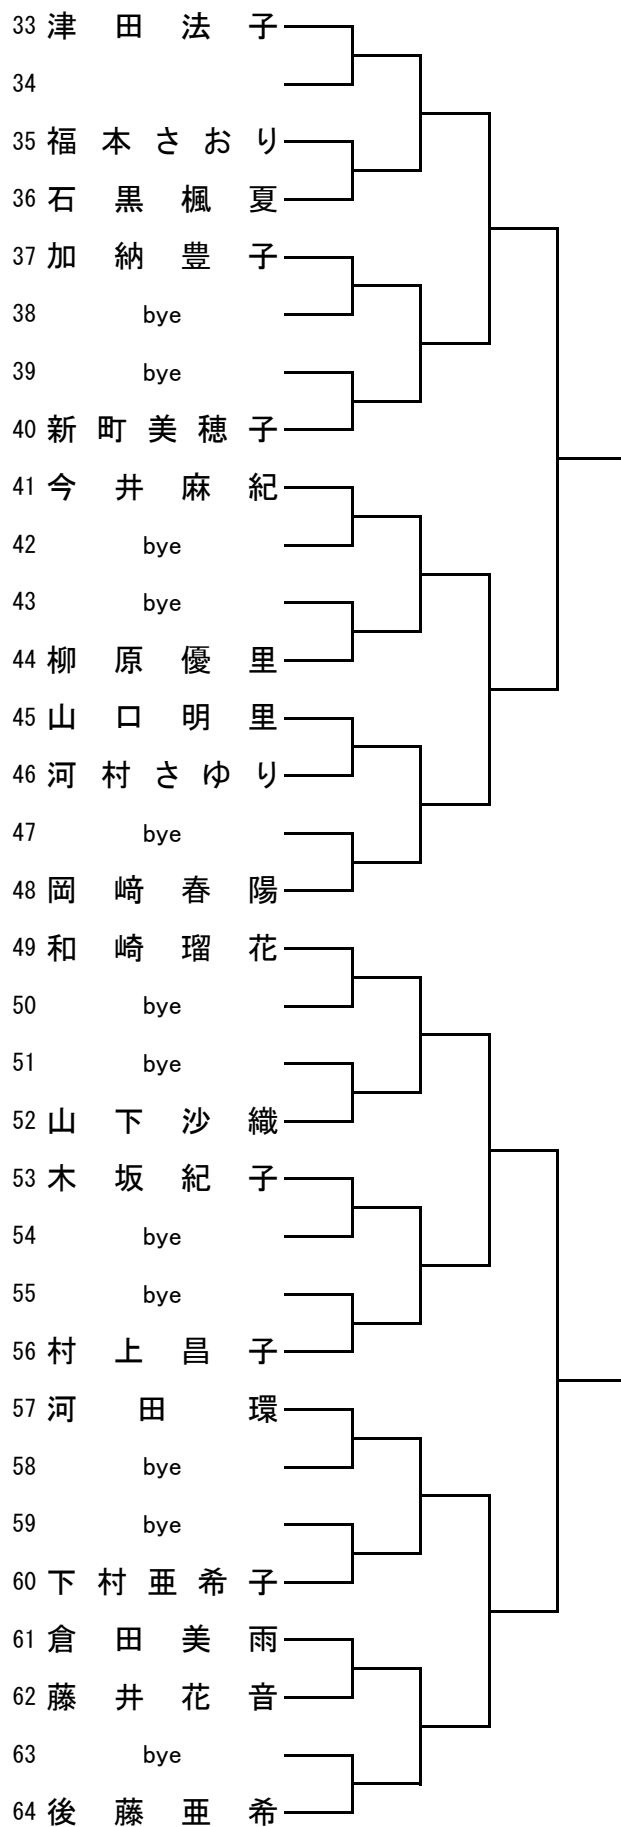 33 津田法子
34
35 福本さおり
36 石黒楓夏
37 加納豊子
38 bye
39 bye
40 新町美穂子
41 今井麻紀
42 bye
43 bye
44 柳原優里
45 山口明里
46 河村さゆり
47 bye
48 岡﨑春陽
49 和崎瑠花
50 bye
51 bye
52 山下沙織
53 木坂紀子
54 bye
55 bye
56 村上昌子
57 河田環
58 bye
59 bye
60 下村亜希子
61 倉田美雨
62 藤井花音
63 bye
64 後藤亜希